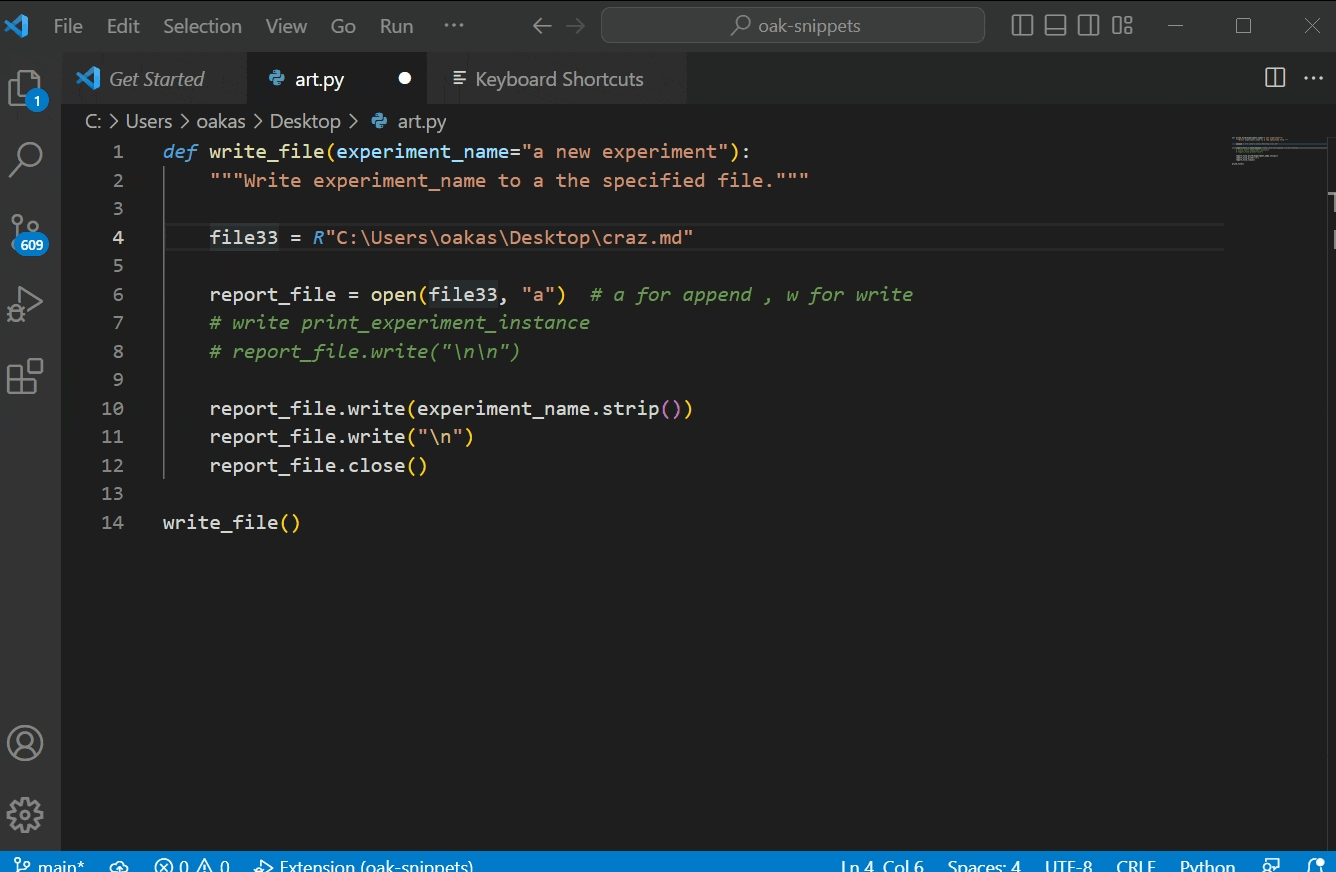 File Edit Selection View Go Run ··· oak-snippets
Get Started art.py Keyboard Shortcuts
1
C: > Users > oakas > Desktop > art.py
1 def write_file(experiment_name="a new experiment"):
2 """Write experiment_name to a the specified file."""
3
4 file33 = R"C:\Users\oakas\Desktop\craz.md"
609
5
6 report_file = open(file33, "a")  # a for append , w for write
7 # write print_experiment_instance
8 # report_file.write("\n\n")
9
10 report_file.write(experiment_name.strip())
11 report_file.write("\n")
12 report_file.close()
13
14 write_file()
main* 0 0 Extension (oak-snippets) Ln 4, Col 6 Spaces: 4 UTF-8 CRLF Python